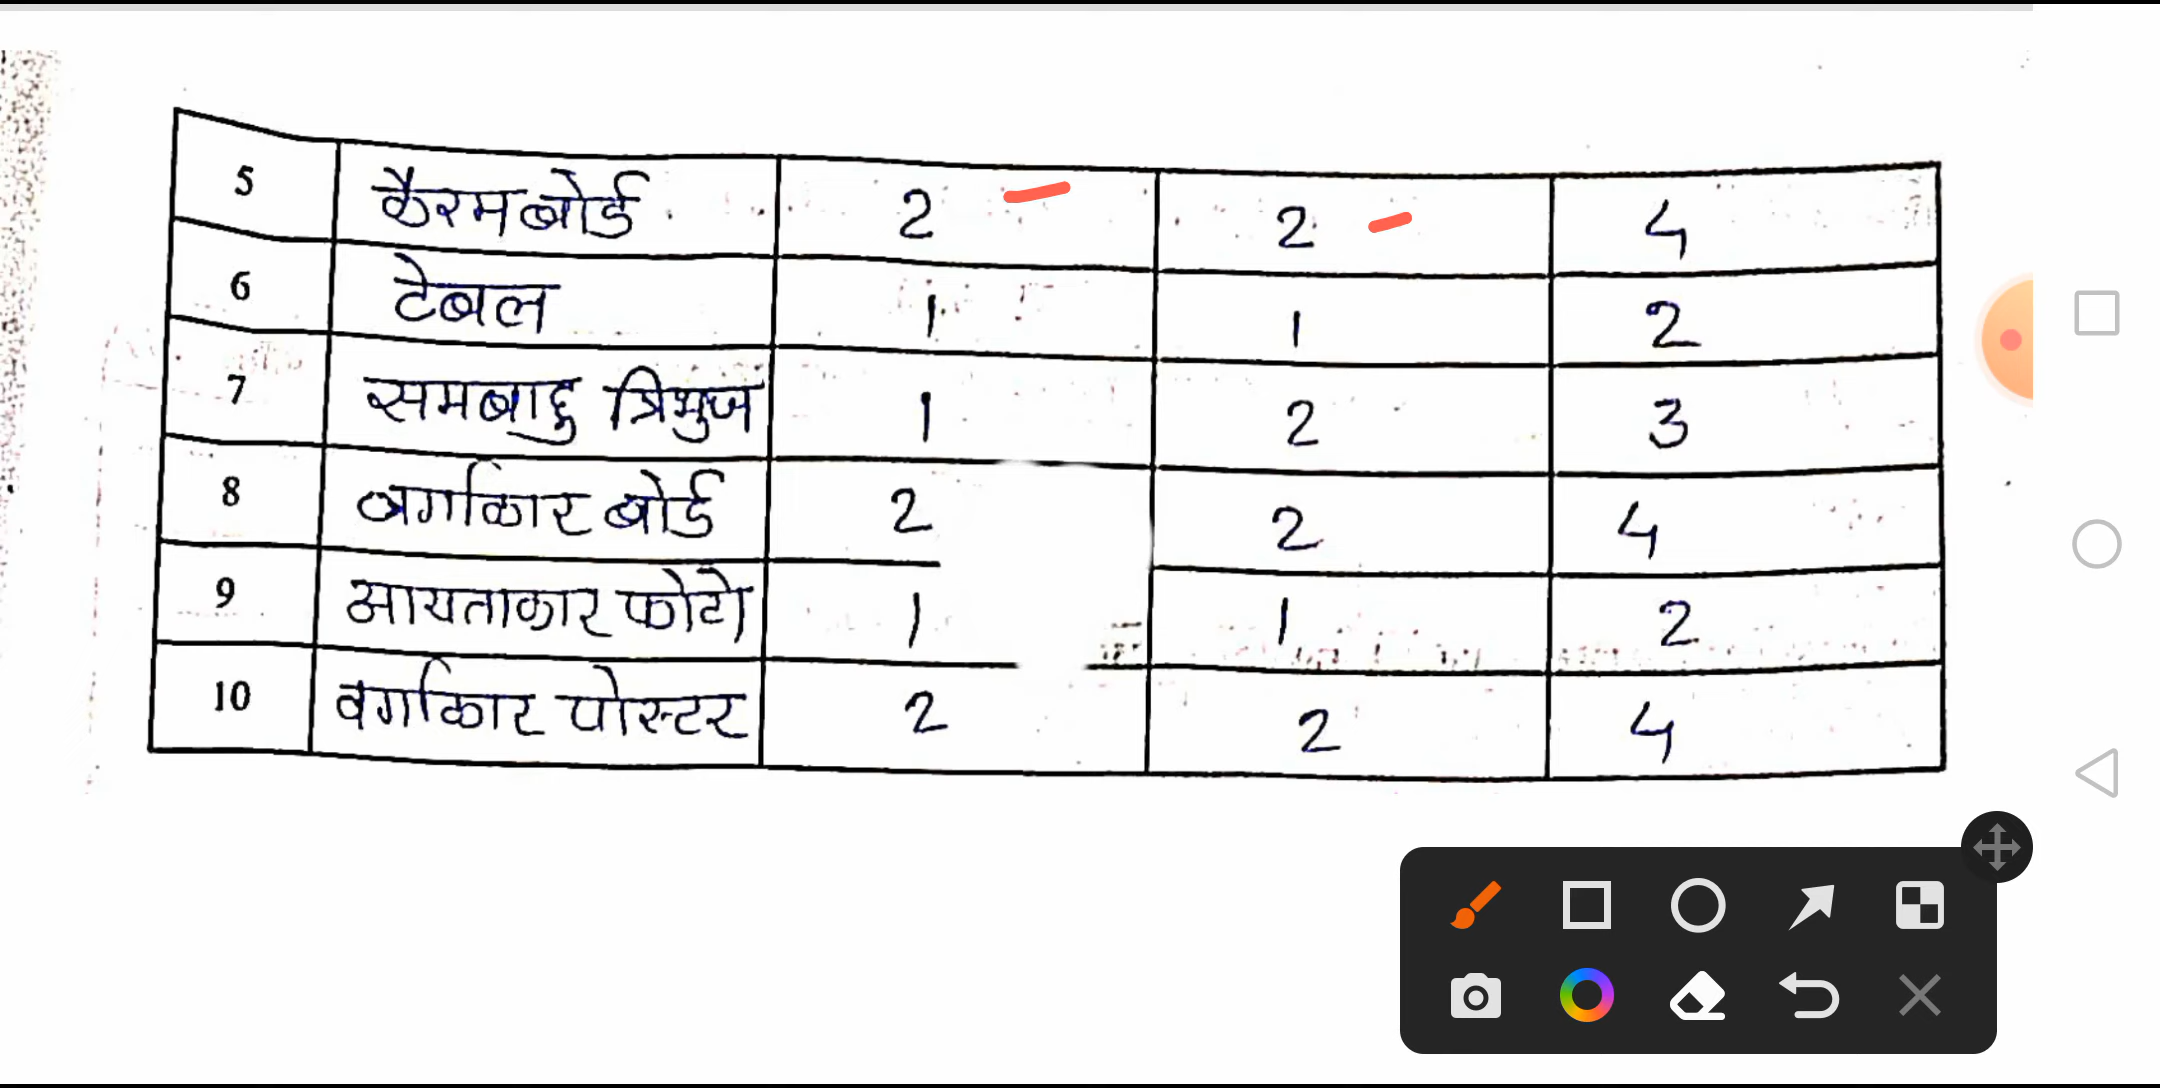 5 कैरम बोर्ड 2 2 4
6 टेबल 1 1 2
7 समबाहु त्रिभुज 1 2 3
8 वर्गाकार बोर्ड 2 2 4
9 आयताकार फोटो 1 1 2
10 वर्गाकार पोस्टर 2 2 4